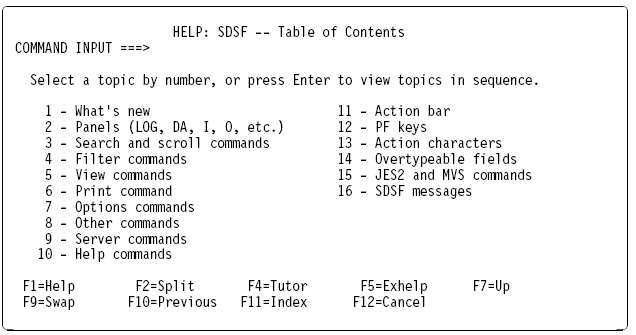 HELP: SDSF -- Table of Contents
COMMAND INPUT ===>
Select a topic by number, or press Enter to view topics in sequence.
1 - What's new 11 - Action bar
2 - Panels (LOG, DA, I, O, etc.) 12 - PF keys
3 - Search and scroll commands 13 - Action characters
4 - Filter commands 14 - Overtypeable fields
5 - View commands 15 - JES2 and MVS commands
6 - Print command 16 - SDSF messages
7 - Options commands
8 - Other commands
9 - Server commands
10 - Help commands
F1=Help F2=Split F4=Tutor F5=Exhelp F7=Up
F9=Swap F10=Previous F11=Index F12=Cancel